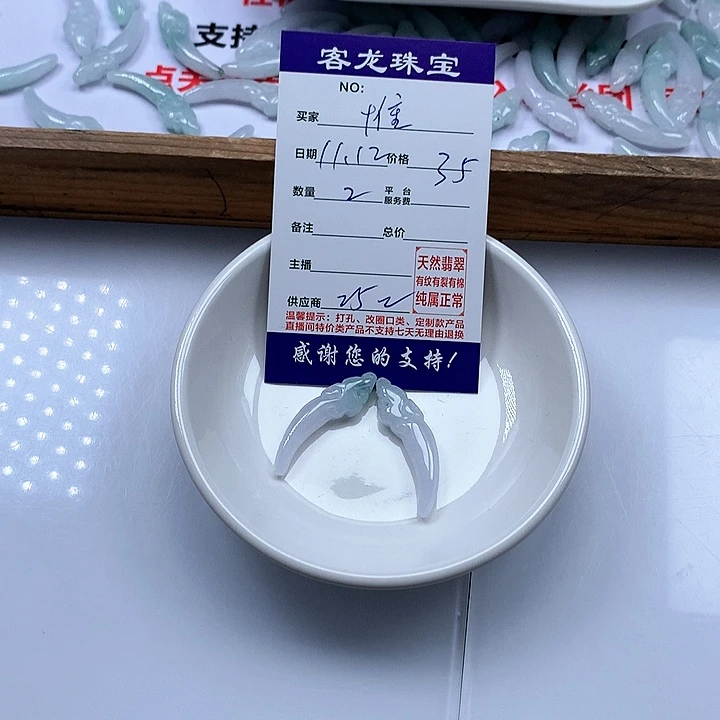 支持
客龙珠宝
NO:
买家 惟
日期 11.12 价格 35
数量 2 平台服务费
备注 总价
主播
天然翡翠
有纹有裂有棉
纯属正常
供应商 252
温馨提示：打孔、改圈口类、定制款产品
直播间特价类产品不支持七天无理由退换
感谢您的支持！